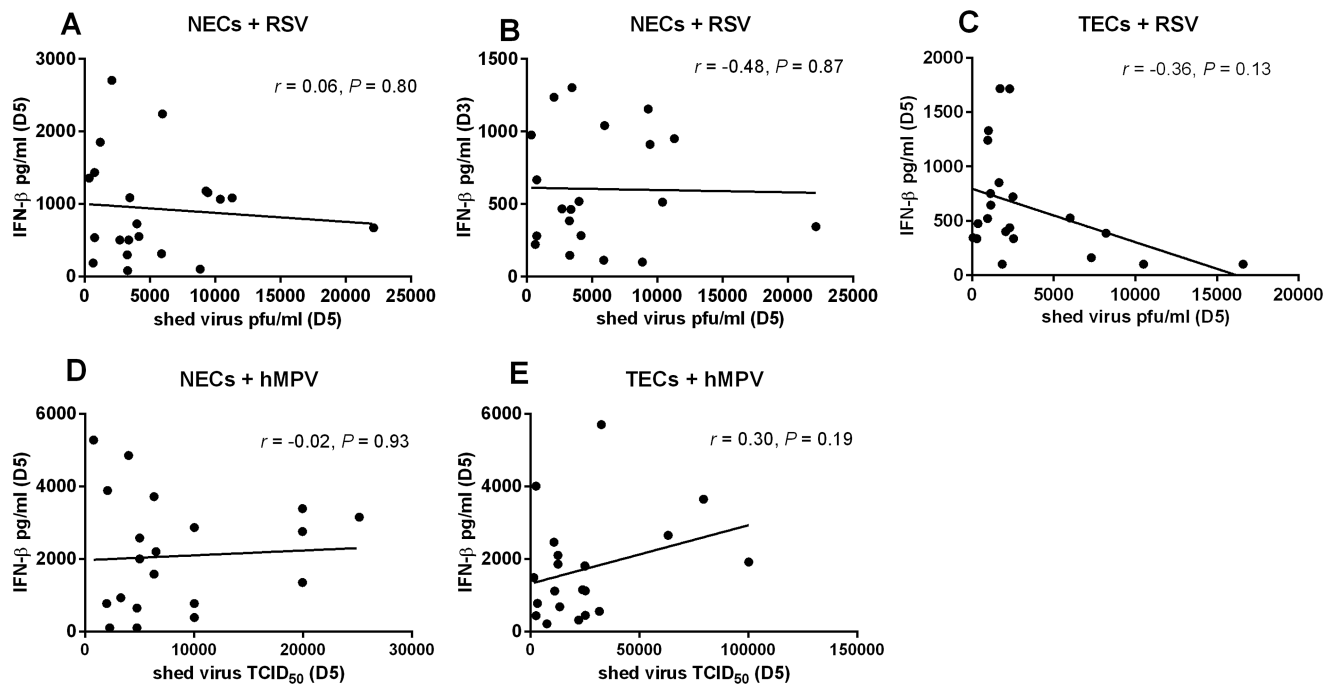 A
NECs + RSV
r = 0.06, P = 0.80
IFN-β pg/ml (D5)
3000
2000
1000
0
0
5000
10000
15000
20000
25000
shed virus pfu/ml (D5)
B
NECs + RSV
r = -0.48, P = 0.87
IFN-β pg/ml (D3)
1500
1000
500
0
0
5000
10000
15000
20000
25000
shed virus pfu/ml (D5)
C
TECs + RSV
r = -0.36, P = 0.13
IFN-β pg/ml (D5)
2000
1500
1000
500
0
0
5000
10000
15000
20000
shed virus pfu/ml (D5)
D
NECs + hMPV
r = -0.02, P = 0.93
IFN-β pg/ml (D5)
6000
4000
2000
0
0
10000
20000
30000
shed virus TCID50 (D5)
E
TECs + hMPV
r = 0.30, P = 0.19
IFN-β pg/ml (D5)
6000
4000
2000
0
0
50000
100000
150000
shed virus TCID50 (D5)